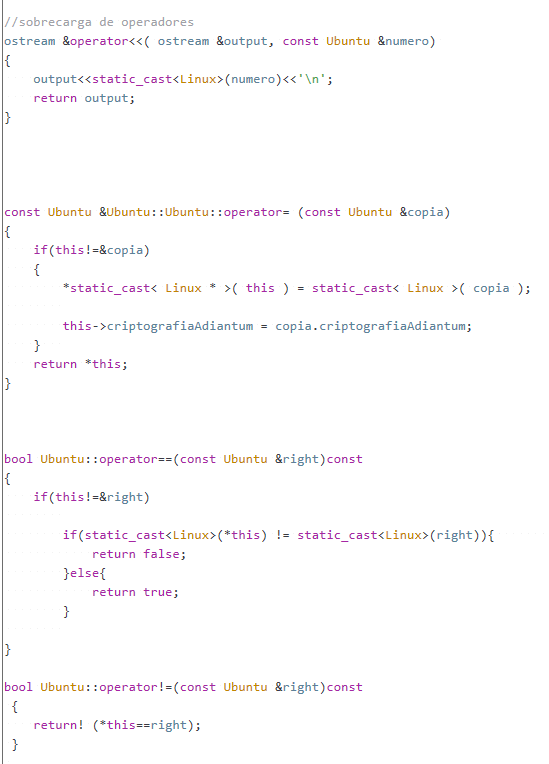 //sobrecarga de operadores
ostream &operator<<( ostream &output, const Ubuntu &numero)
{
    output<<static_cast<Linux>(numero)<<'\n';
    return output;
}
const Ubuntu &Ubuntu::Ubuntu::operator= (const Ubuntu &copia)
{
    if(this!=&copia)
    {
        *static_cast< Linux * >( this ) = static_cast< Linux >( copia );
        this->criptografiaAdiantum = copia.criptografiaAdiantum;
    }
    return *this;
}
bool Ubuntu::operator==(const Ubuntu &right)const
{
    if(this!=&right)
        if(static_cast<Linux>(*this) != static_cast<Linux>(right)){
            return false;
        }else{
            return true;
        }
}
bool Ubuntu::operator!=(const Ubuntu &right)const
 {
    return! (*this==right);
 }